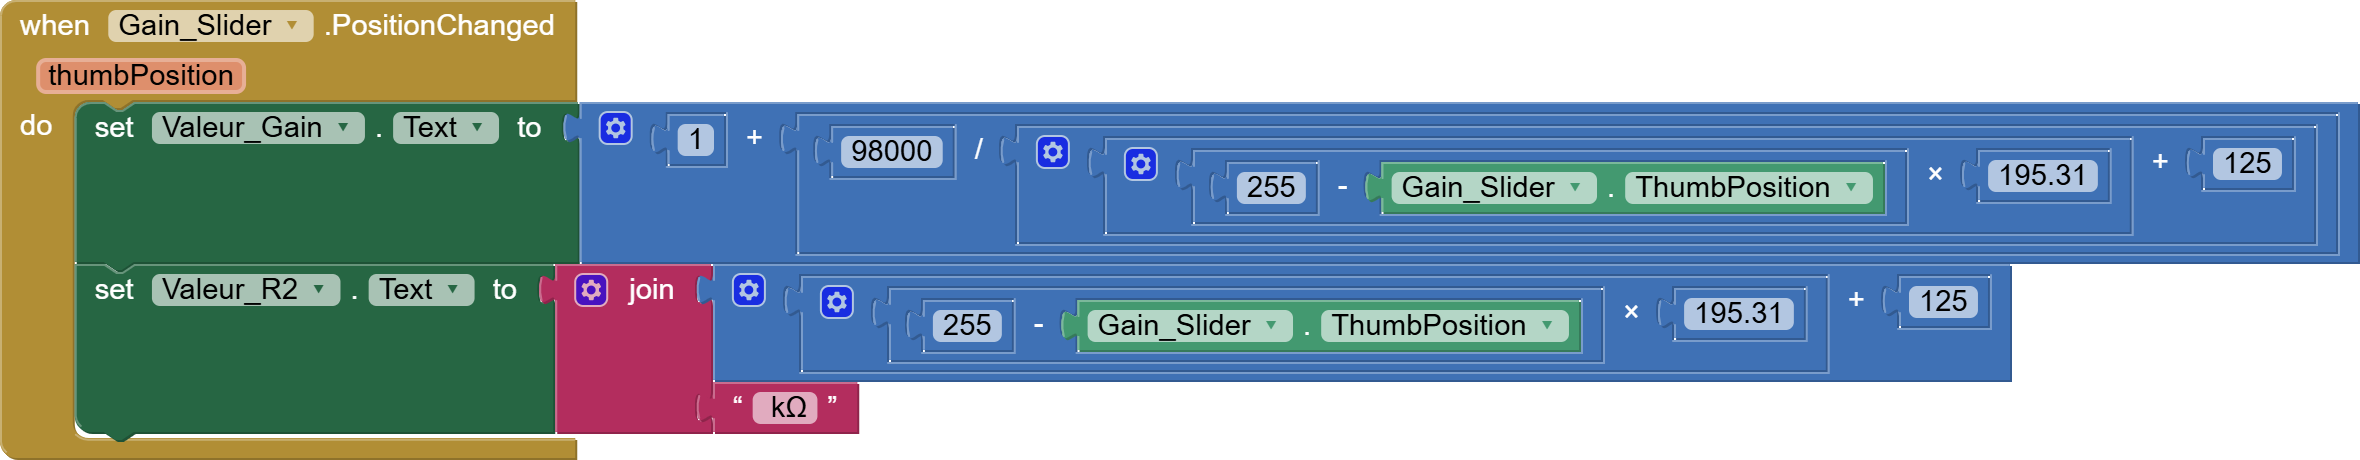 when Gain_Slider .PositionChanged
thumbPosition
do set Valeur_Gain . Text to 1 + 98000 / 255 - Gain_Slider . ThumbPosition × 195.31 + 125
set Valeur_R2 . Text to join 255 - Gain_Slider . ThumbPosition × 195.31 + 125
“ kΩ ”